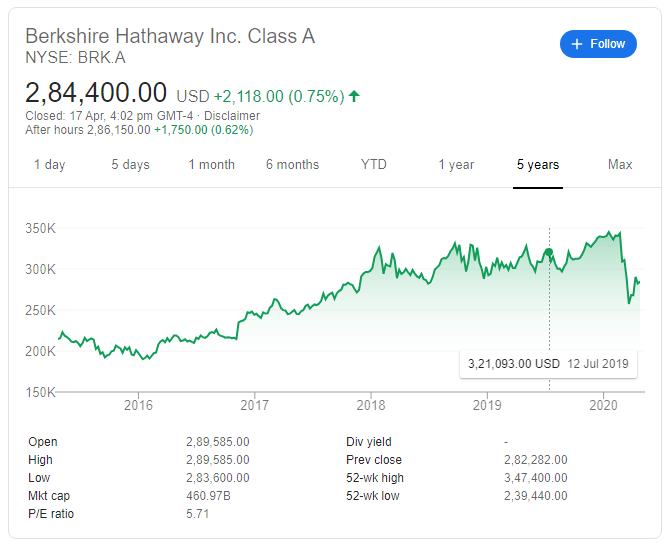 Berkshire Hathaway Inc. Class A
NYSE: BRK.A
Follow
2,84,400.00 USD +2,118.00 (0.75%)
Closed: 17 Apr, 4:02 pm GMT-4 · Disclaimer
After hours 2,86,150.00 +1,750.00 (0.62%)
1 day 5 days 1 month 6 months YTD 1 year 5 years Max
350K
300K
250K
200K
150K
3,21,093.00 USD 12 Jul 2019
2016 2017 2018 2019 2020
Open 2,89,585.00 Div yield -
High 2,89,585.00 Prev close 2,82,282.00
Low 2,83,600.00 52-wk high 3,47,400.00
Mkt cap 460.97B 52-wk low 2,39,440.00
P/E ratio 5.71